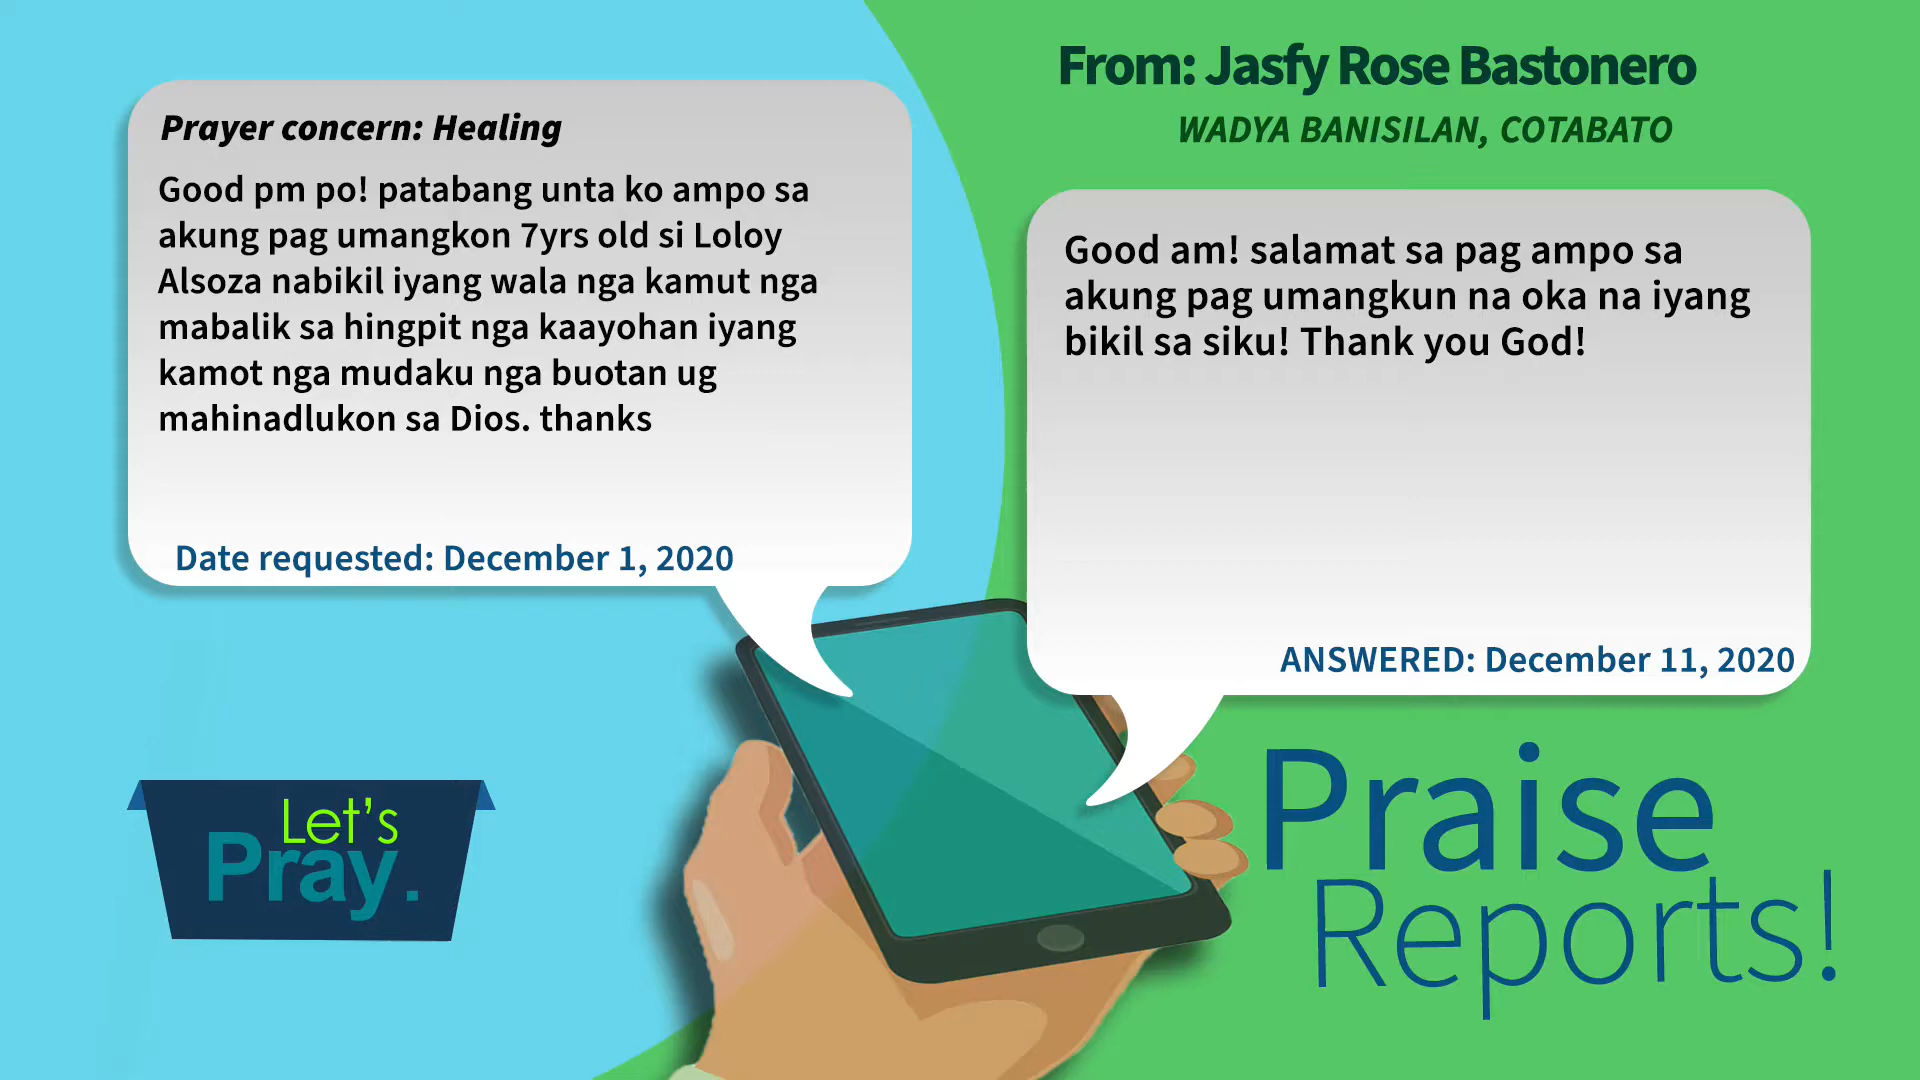 From: Jasfy Rose Bastonero
WADYA BANISILAN, COTABATO
Prayer concern: Healing
Good pm po! patabang unta ko ampo sa
akung pag umangkon 7yrs old si Loloy
Alsoza nabikil iyang wala nga kamut nga
mabalik sa hingpit nga kaayohan iyang
kamot nga mudaku nga buotan ug
mahinadlukon sa Dios. thanks
Date requested: December 1, 2020
Good am! salamat sa pag ampo sa
akung pag umangkun na oka na iyang
bikil sa siku! Thank you God!
ANSWERED: December 11, 2020
Let's
Pray.
Praise
Reports!